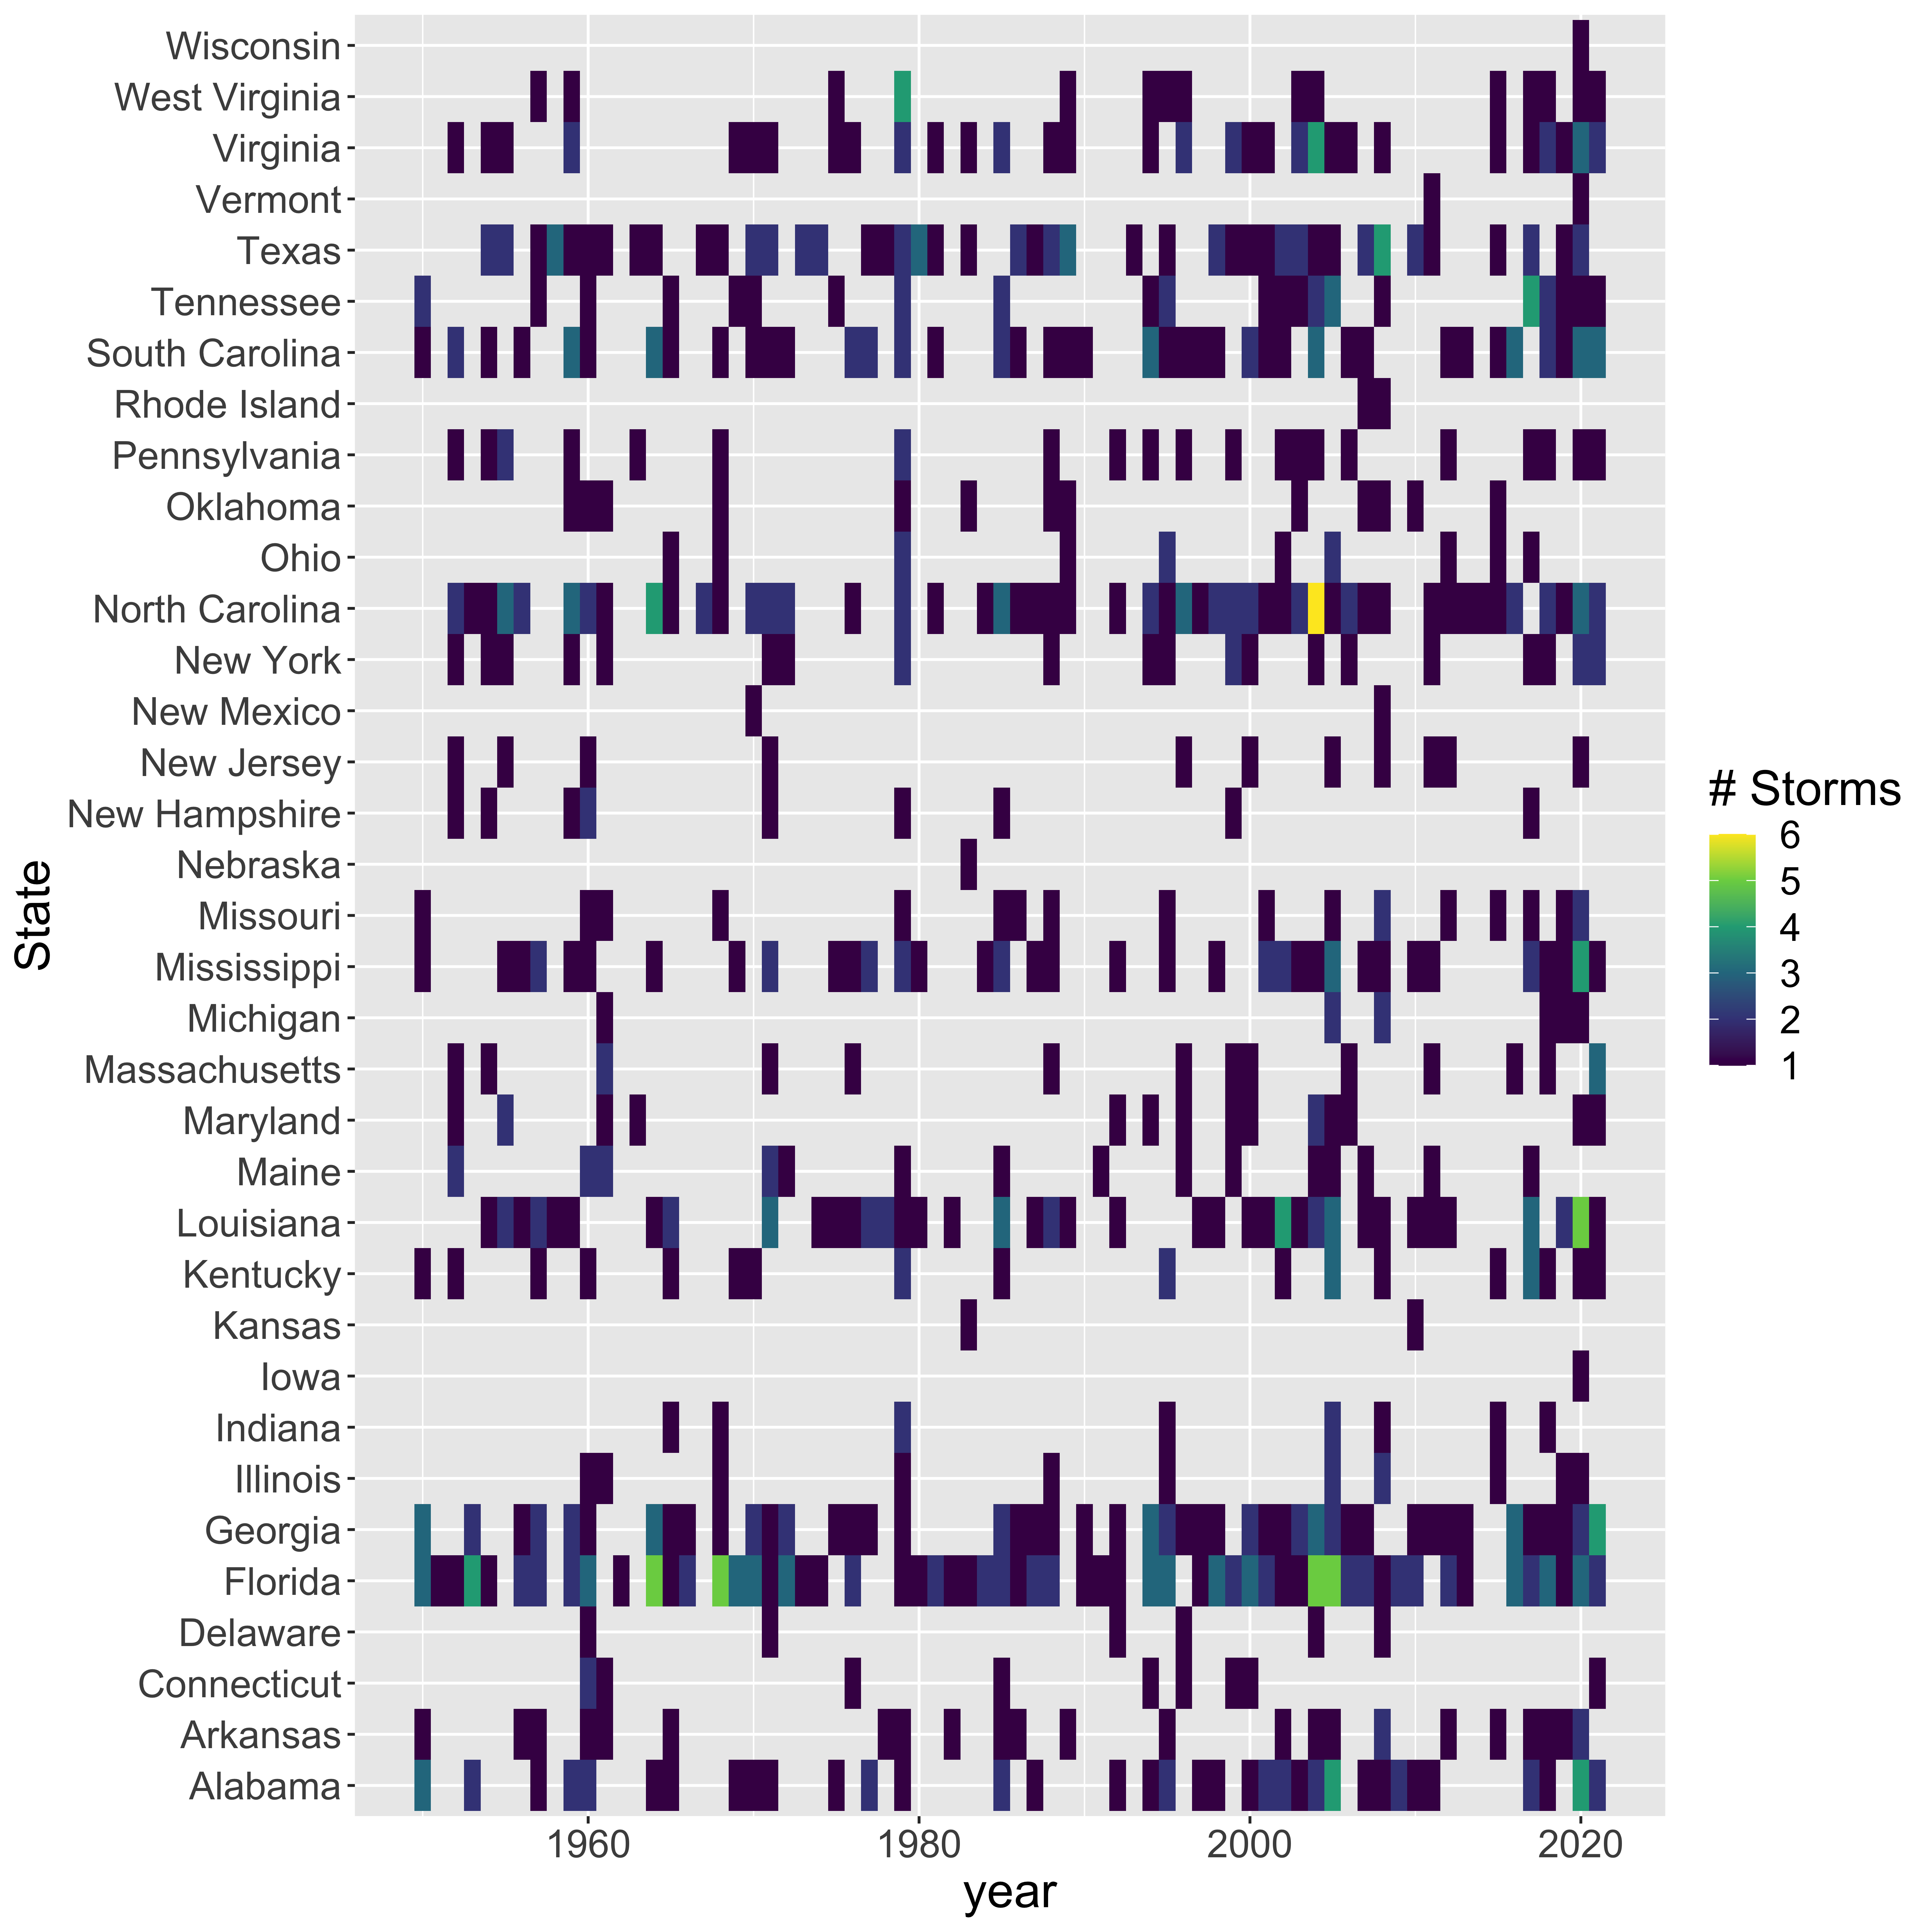 State
Wisconsin
West Virginia
Virginia
Vermont
Texas
Tennessee
South Carolina
Rhode Island
Pennsylvania
Oklahoma
Ohio
North Carolina
New York
New Mexico
New Jersey
New Hampshire
Nebraska
Missouri
Mississippi
Michigan
Massachusetts
Maryland
Maine
Louisiana
Kentucky
Kansas
Iowa
Indiana
Illinois
Georgia
Florida
Delaware
Connecticut
Arkansas
Alabama
1960 1980 2000 2020
year
# Storms
6
5
4
3
2
1